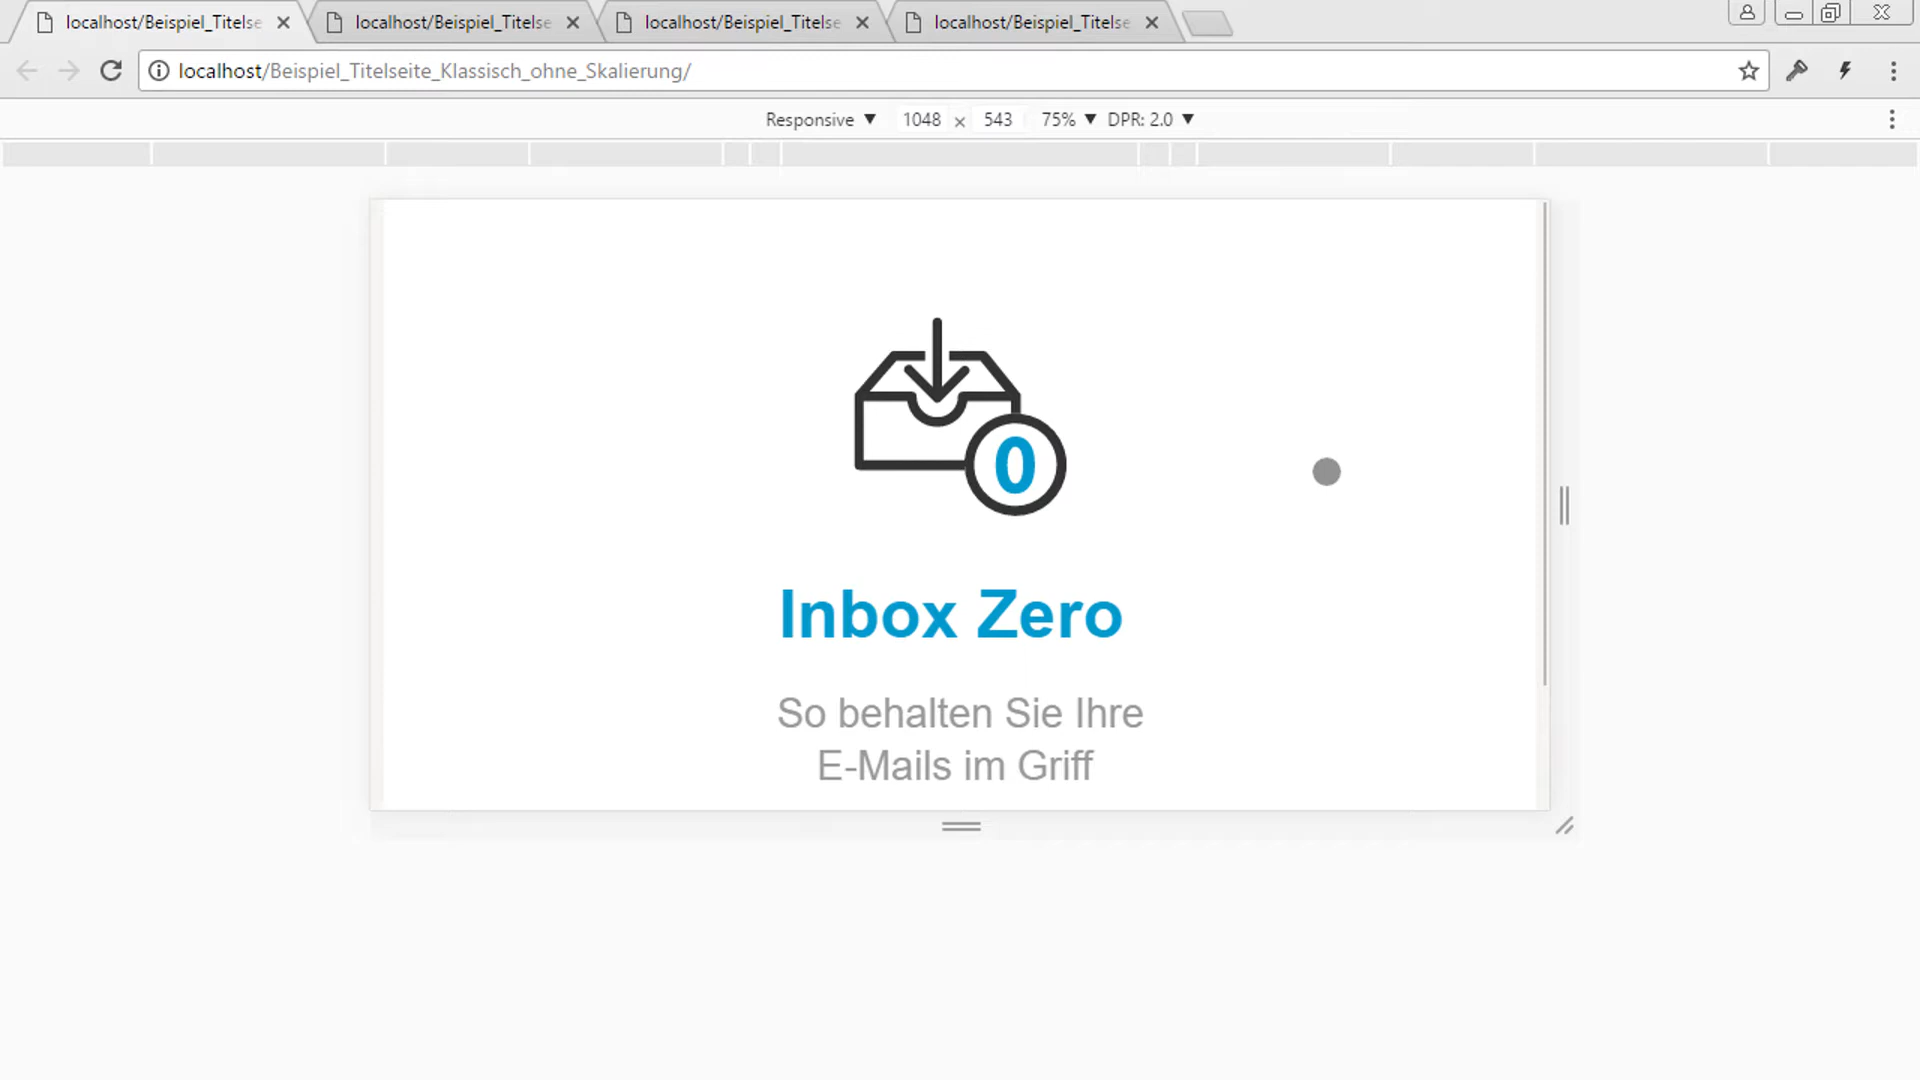 localhost/Beispiel_Titelse
localhost/Beispiel_Titelse
localhost/Beispiel_Titelse
localhost/Beispiel_Titelse
localhost/Beispiel_Titelseite_Klassisch_ohne_Skalierung/
Responsive ▼ 1048 x 543 75% ▼ DPR: 2.0 ▼
0
Inbox Zero
So behalten Sie Ihre
E-Mails im Griff